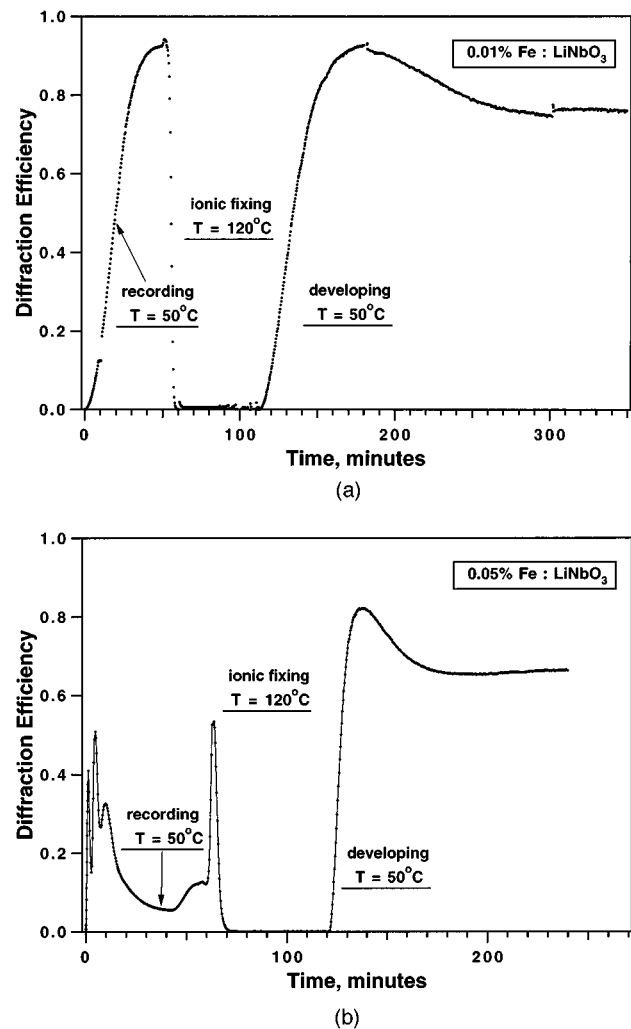 0.01% Fe : LiNbO3
1.0
0.8
0.6
0.4
0.2
0.0
Diffraction Efficiency
ionic fixing
T = 120°C
recording
T = 50°C
developing
T = 50°C
0 100 200 300
Time, minutes
(a)
0.05% Fe : LiNbO3
1.0
0.8
0.6
0.4
0.2
0.0
Diffraction Efficiency
ionic fixing
T = 120°C
recording
T = 50°C
developing
T = 50°C
0 100 200
Time, minutes
(b)